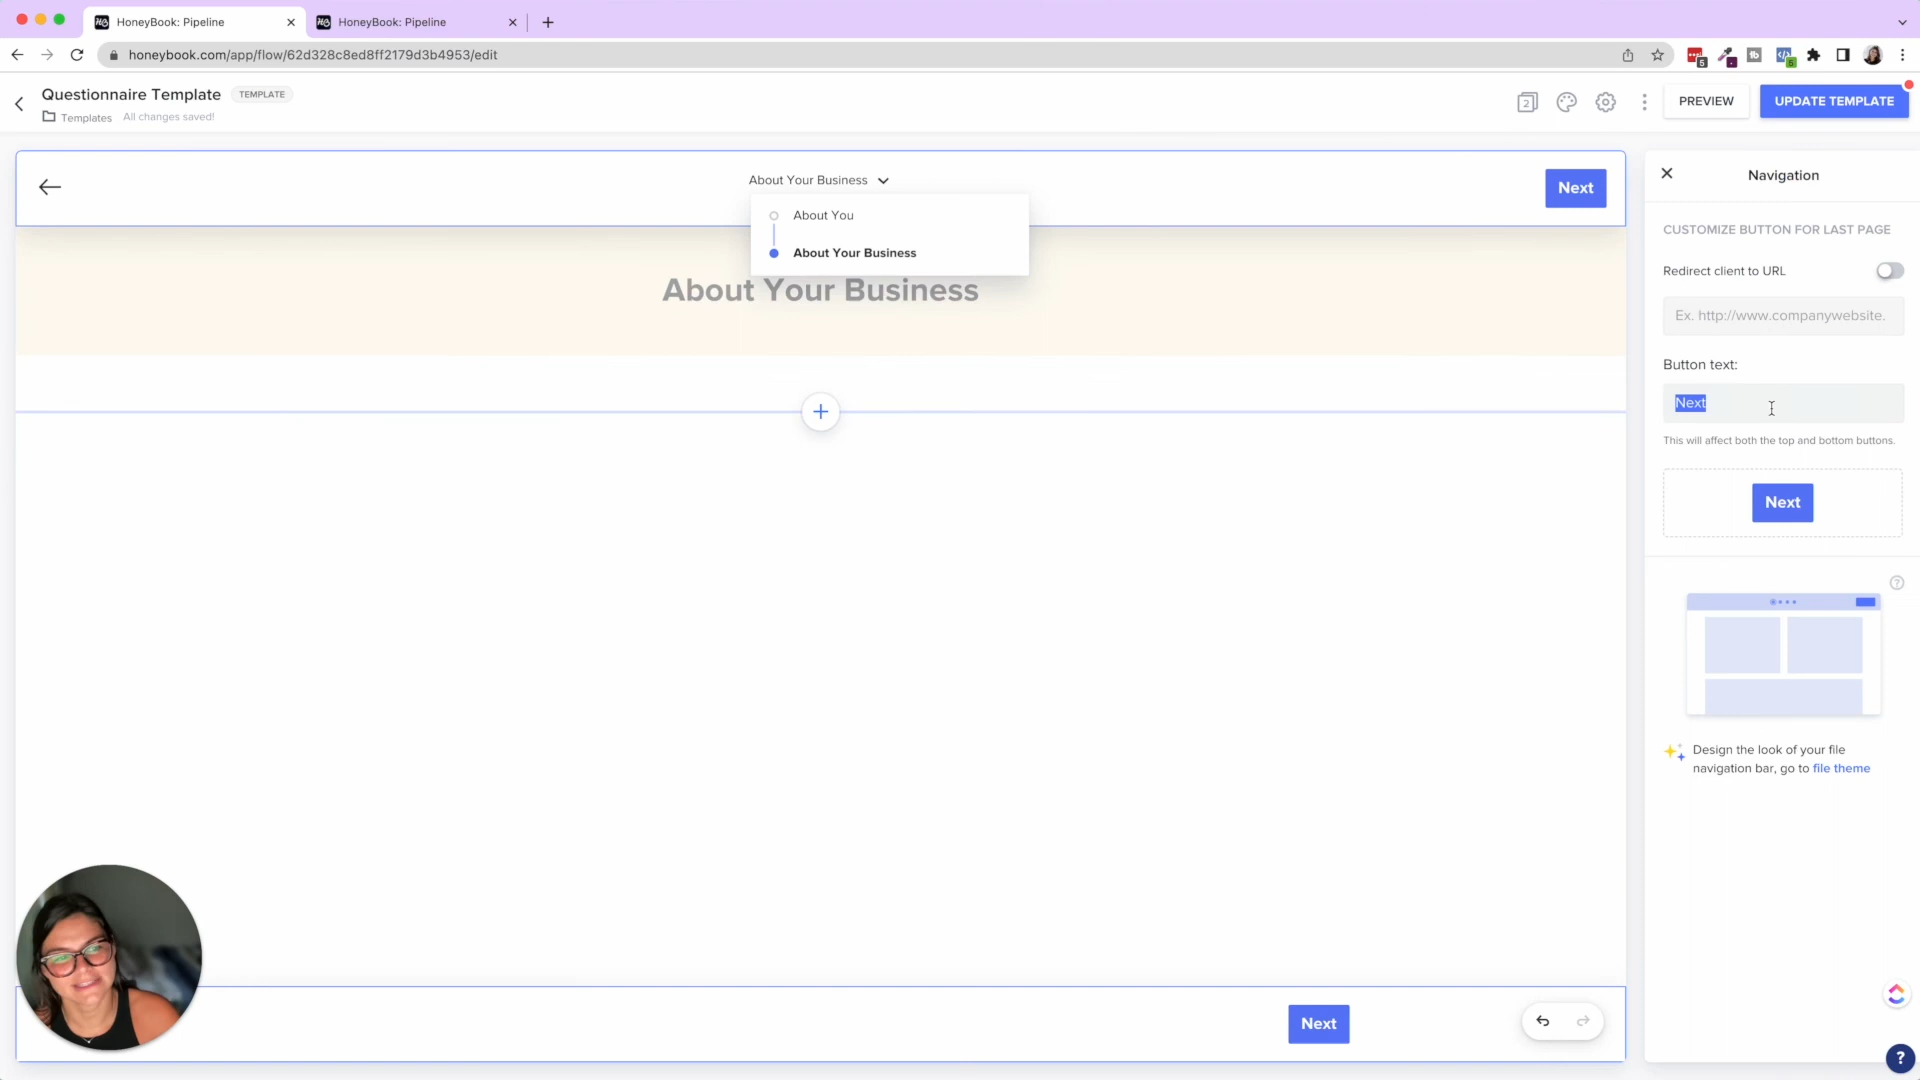 HoneyBook: Pipeline
HoneyBook: Pipeline
honeybook.com/app/flow/62d328c8ed8ff2179d3b4953/edit
Questionnaire Template
TEMPLATE
Templates
All changes saved!
2
PREVIEW
UPDATE TEMPLATE
About Your Business
Next
About You
About Your Business
About Your Business
Navigation
CUSTOMIZE BUTTON FOR LAST PAGE
Redirect client to URL
Ex. http://www.companywebsite.
Button text:
Next
This will affect both the top and bottom buttons.
Next
?
Design the look of your file
navigation bar, go to file theme
Next
?